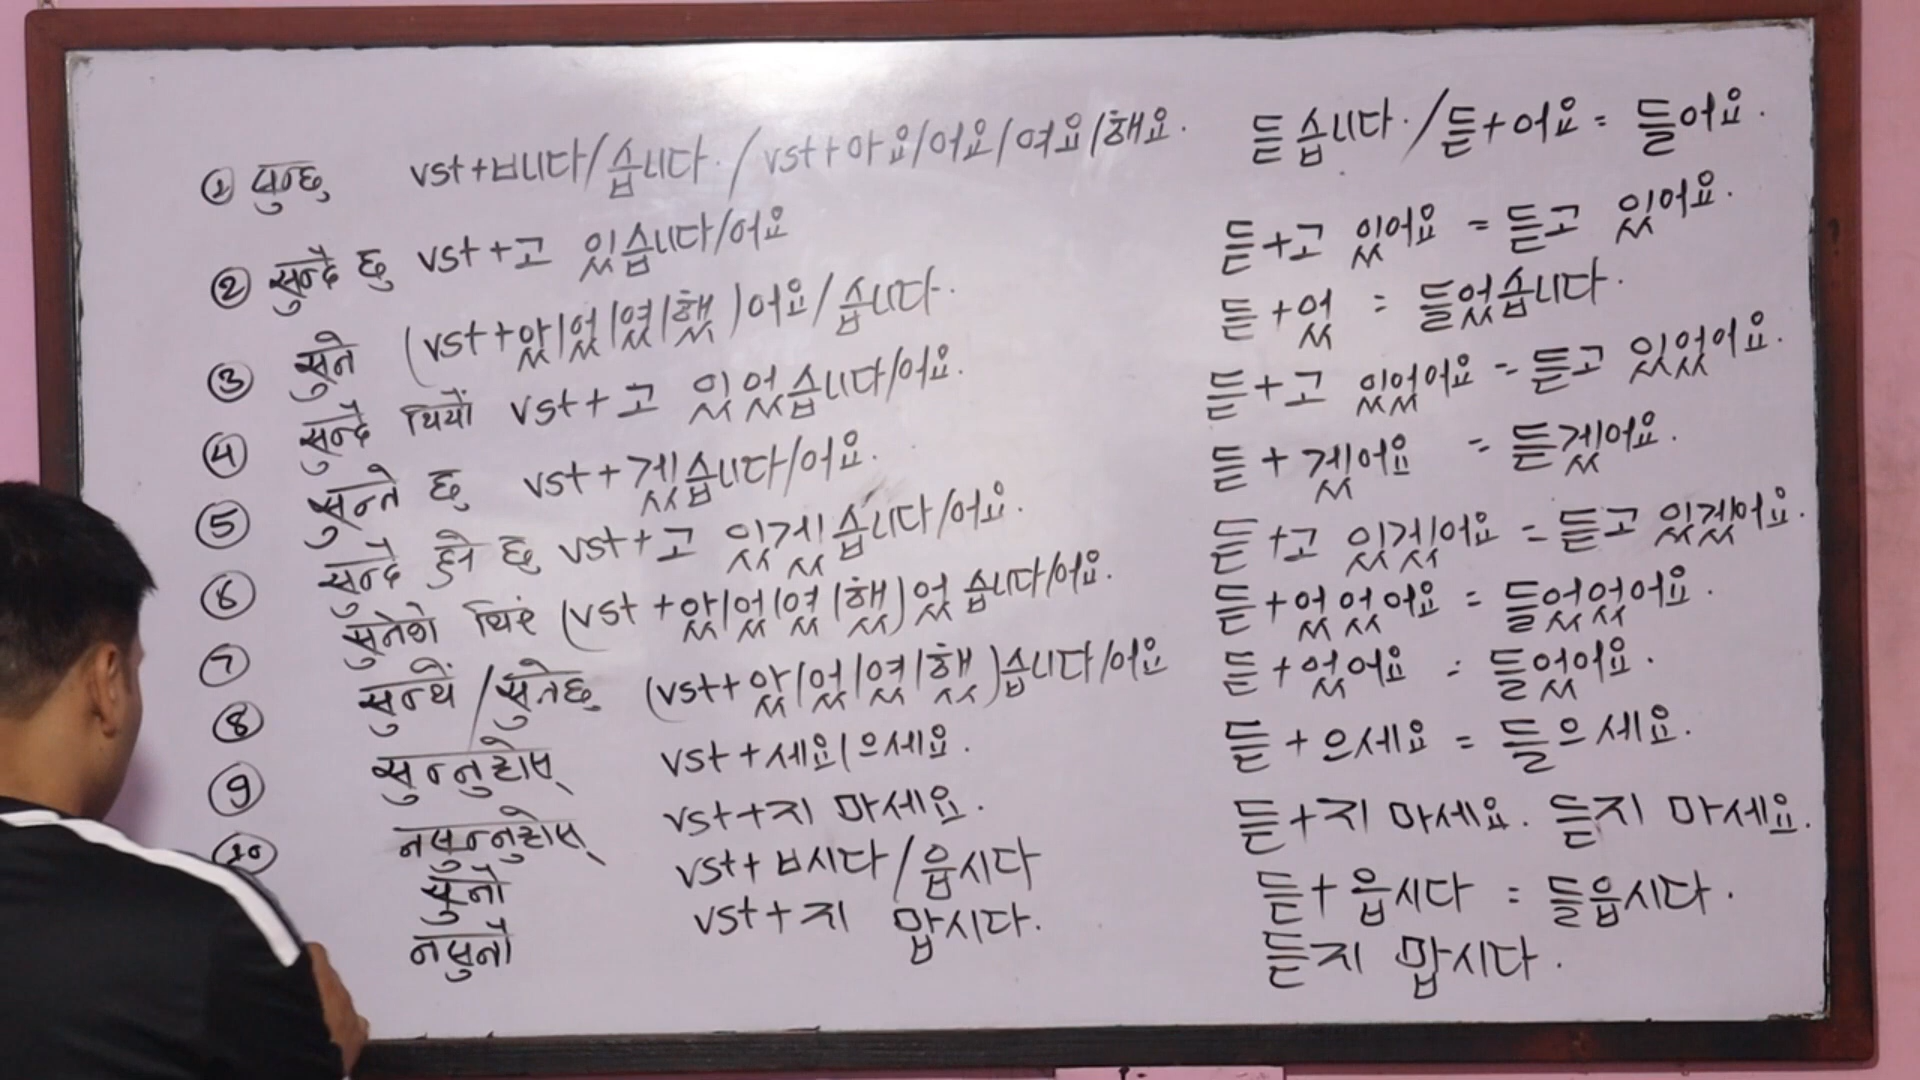 ① सुन्छु vst+ㅂ니다/습니다. / vst+아요/어요/여요/해요. 듣습니다. / 듣+어요 = 들어요.
② सुन्दै छु vst+고 있습니다/어요 듣+고 있어요 = 듣고 있어요.
③ सुने (vst+았/었/였/했)어요/습니다. 듣+었 = 들었습니다.
④ सुन्दै थियौं vst+고 있었습니다/어요. 듣+고 있었어요 = 듣고 있었어요.
⑤ सुन्ने छु vst+겠습니다/어요. 듣+겠어요 = 듣겠어요.
⑥ सुन्दै हुने छु vst+고 있겠습니다/어요. 듣+고 있겠어요 = 듣고 있겠어요.
⑦ सुनेको थिएं (vst+았/었/였/했)었습니다/어요. 듣+었었어요 = 들었었어요.
⑧ सुन्थें / सुनेछु (vst+았/었/였/했)습니다/어요 듣+었어요 = 들었어요.
⑨ सुन्नुहोस् vst+세요/으세요. 듣+으세요 = 들으세요.
⑩ नसुन्नुहोस् vst+지 마세요. 듣+지 마세요. 듣지 마세요.
सुनौ vst+ㅂ시다/읍시다 듣+읍시다 = 들읍시다.
नसुनौ vst+지 맙시다. 듣지 맙시다.